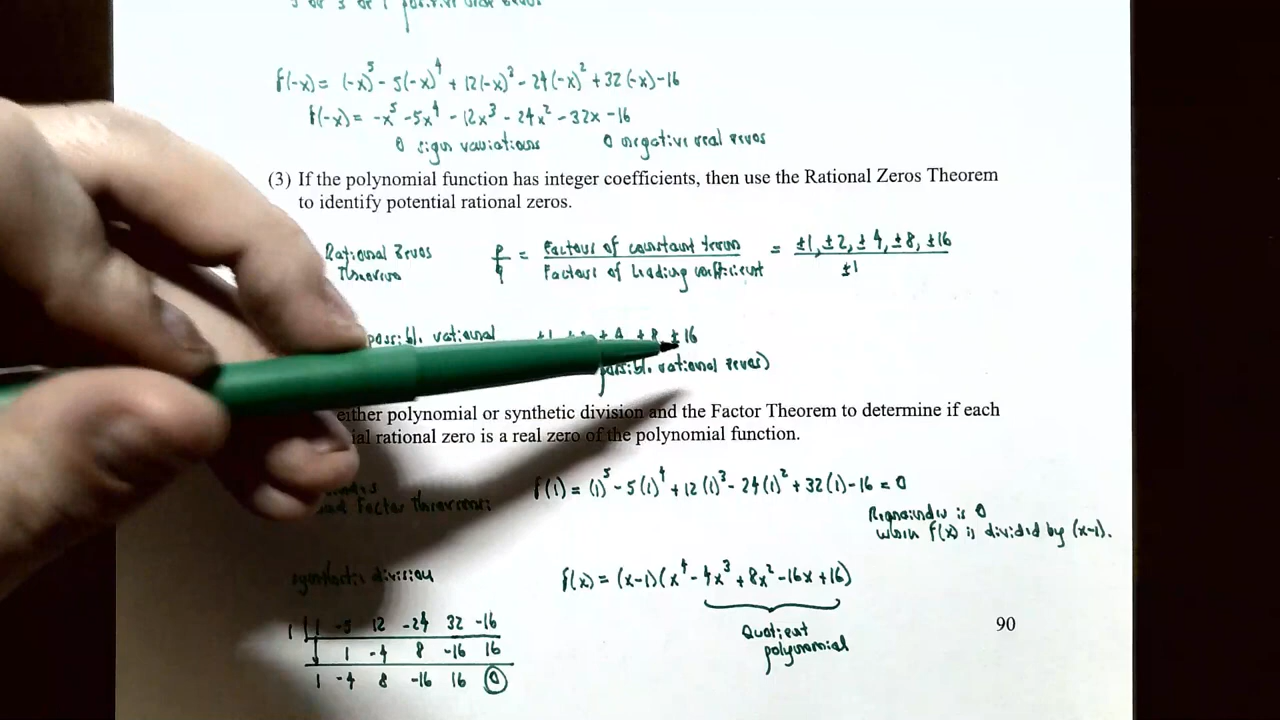 f(-x) = (-x)^5 - 5(-x)^4 + 12(-x)^3 - 24(-x)^2 + 32(-x) - 16
f(-x) = -x^5 - 5x^4 - 12x^3 - 24x^2 - 32x - 16
0 sign variations 0 negative real zeros
(3) If the polynomial function has integer coefficients, then use the Rational Zeros Theorem
to identify potential rational zeros.
Rational Zeros Theorem p/q = Factors of constant term / Factors of leading coefficient = ±1, ±2, ±4, ±8, ±16 / ±1
possible rational ± 16
possible rational zeros)
either polynomial or synthetic division and the Factor Theorem to determine if each
rational zero is a real zero of the polynomial function.
f(1) = (1)^5 - 5(1)^4 + 12(1)^3 - 24(1)^2 + 32(1) - 16 = 0
Factor Theorem:
Remainder is 0
when f(x) is divided by (x-1).
synthetic division f(x) = (x-1)(x^4 - 4x^3 + 8x^2 - 16x + 16)
Quotient
polynomial
90
1 | 1 -5 12 -24 32 -16
1 -4 8 -16 16
1 -4 8 -16 16 0